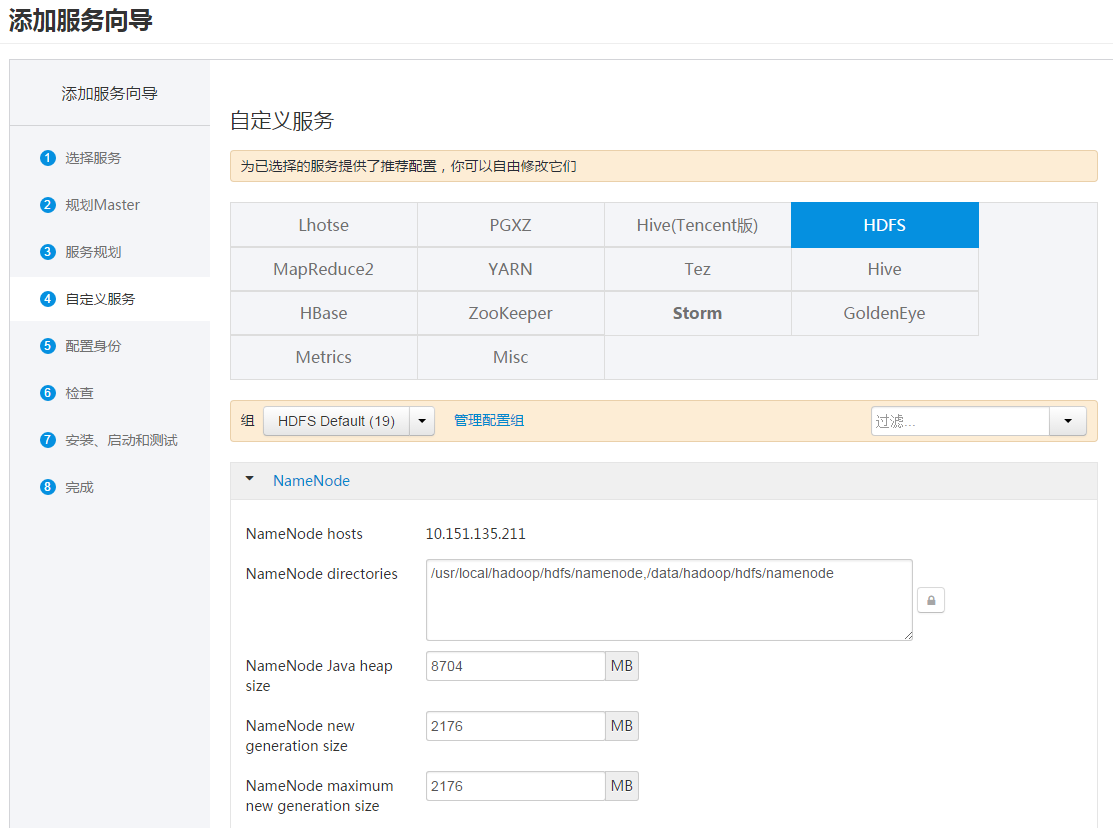 添加服务向导
添加服务向导
1 选择服务
2 规划Master
3 服务规划
4 自定义服务
5 配置身份
6 检查
7 安装、启动和测试
8 完成
自定义服务
为已选择的服务提供了推荐配置，你可以自由修改它们
Lhotse PGXZ Hive(Tencent版) HDFS
MapReduce2 YARN Tez Hive
HBase ZooKeeper Storm GoldenEye
Metrics Misc
组 HDFS Default (19) 管理配置组 过滤...
NameNode
NameNode hosts 10.151.135.211
NameNode directories /usr/local/hadoop/hdfs/namenode,/data/hadoop/hdfs/namenode
NameNode Java heap 8704 MB
size
NameNode new 2176 MB
generation size
NameNode maximum 2176 MB
new generation size